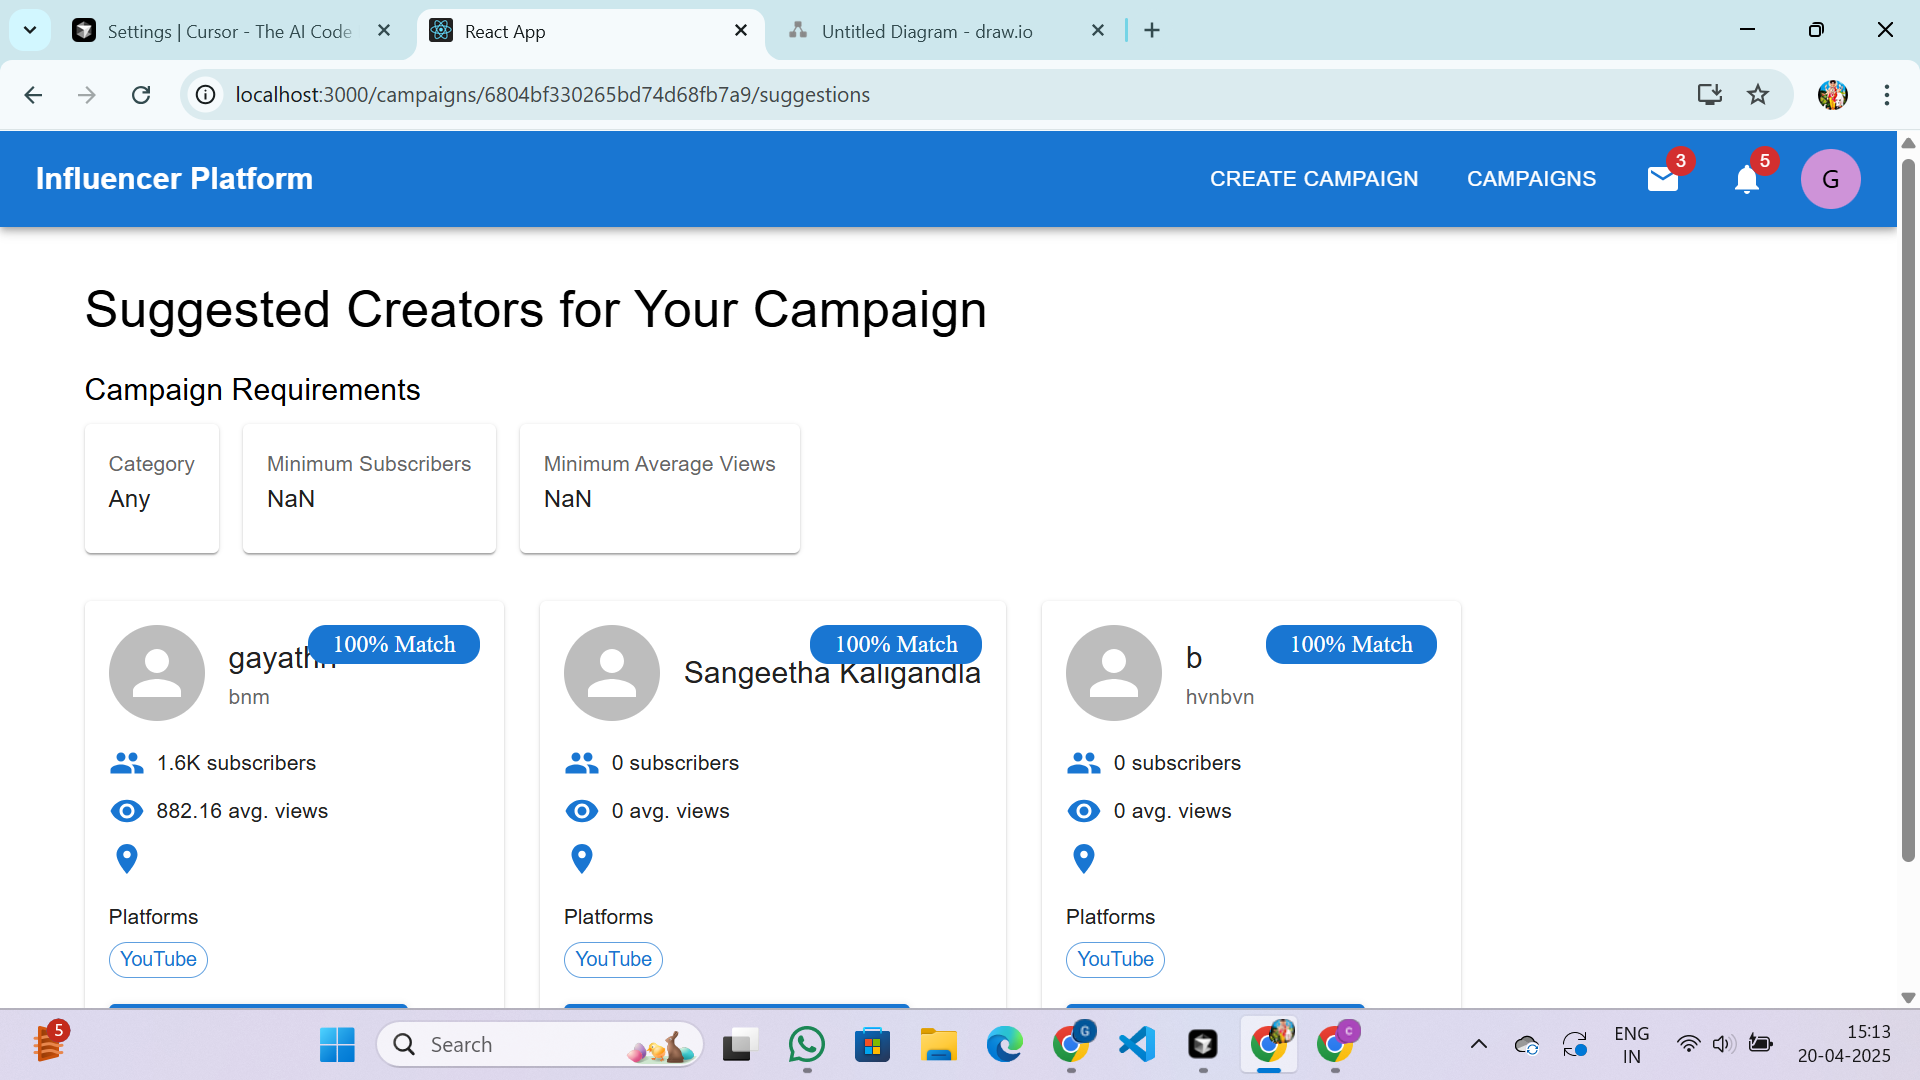 Settings | Cursor - The AI Code
React App
Untitled Diagram - draw.io
localhost:3000/campaigns/6804bf330265bd74d68fb7a9/suggestions
Influencer Platform
CREATE CAMPAIGN
CAMPAIGNS
3
5
G
Suggested Creators for Your Campaign
Campaign Requirements
Category
Any
Minimum Subscribers
NaN
Minimum Average Views
NaN
gayathri
100% Match
bnm
1.6K subscribers
882.16 avg. views
Platforms
YouTube
Sangeetha Kaligandla
100% Match
0 subscribers
0 avg. views
Platforms
YouTube
b
100% Match
hvnbvn
0 subscribers
0 avg. views
Platforms
YouTube
5
Search
G
C
ENG
IN
15:13
20-04-2025